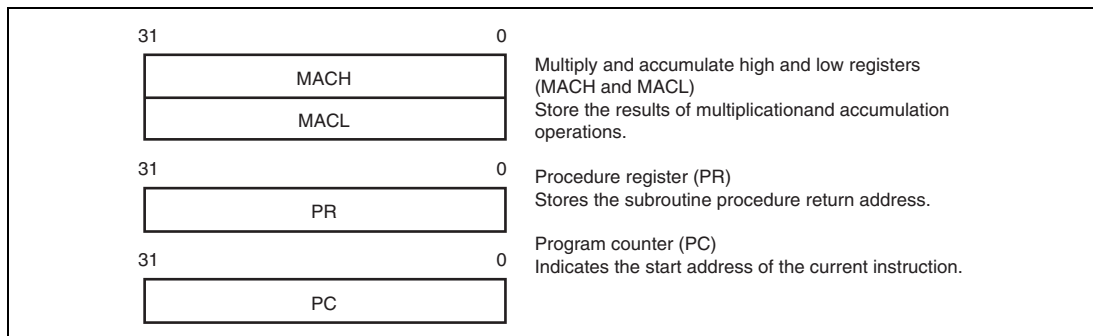 31 0
MACH
MACL
Multiply and accumulate high and low registers
(MACH and MACL)
Store the results of multiplicationand accumulation
operations.
31 0
PR
Procedure register (PR)
Stores the subroutine procedure return address.
31 0
PC
Program counter (PC)
Indicates the start address of the current instruction.